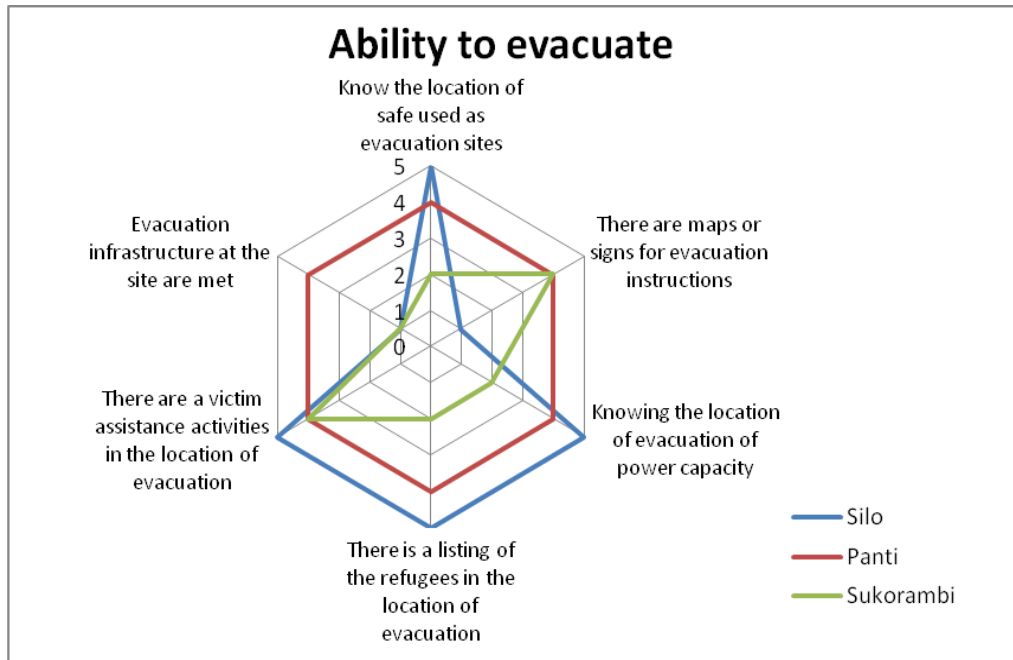 Ability to evacuate
Know the location of
safe used as
evacuation sites
5
4
3
2
1
0
There are maps or
signs for evacuation
instructions
Knowing the location
of evacuation of
power capacity
There is a listing of
the refugees in the
location of
evacuation
There are a victim
assistance activities
in the location of
evacuation
Evacuation
infrastructure at the
site are met
Silo
Panti
Sukorambi